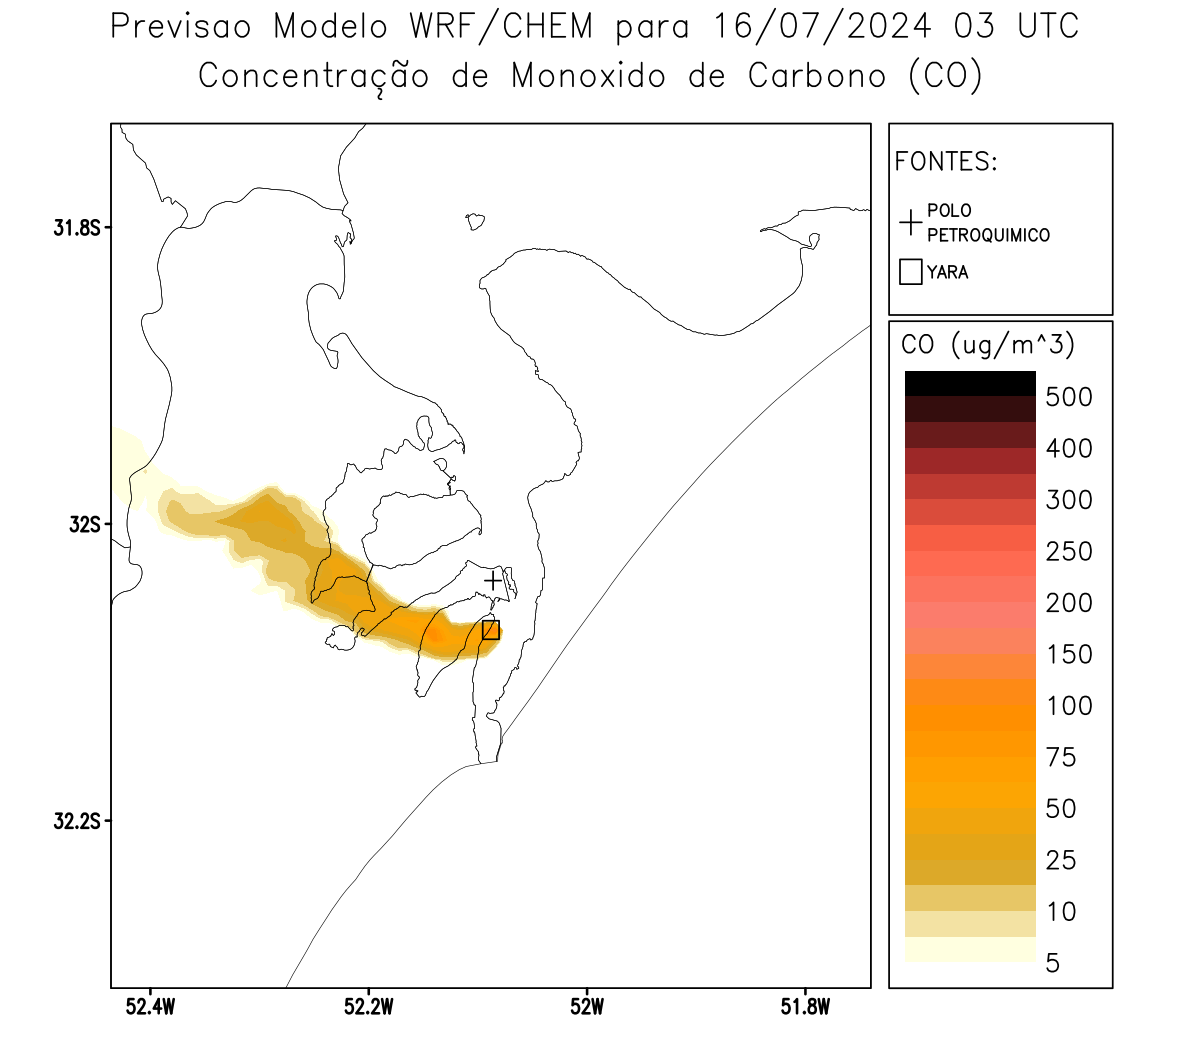 Previsao Modelo WRF/CHEM para 16/07/2024 03 UTC
Concentração de Monoxido de Carbono (CO)
FONTES:
POLO
PETROQUIMICO
YARA
31.8S
32S
32.2S
52.4W
52.2W
52W
51.8W
CO (ug/m^3)
500
400
300
250
200
150
100
75
50
25
10
5